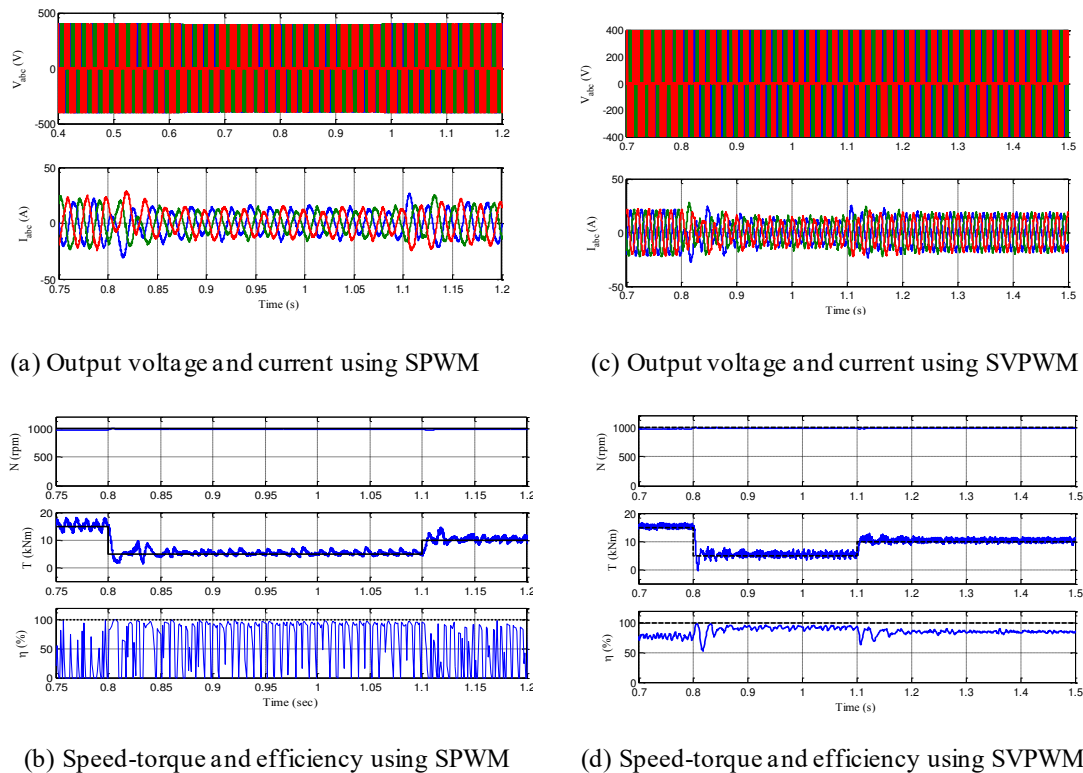 500
0
-500
V_abc (V)
0.4 0.5 0.6 0.7 0.8 0.9 1 1.1 1.2
50
0
-50
I_abc (A)
0.75 0.8 0.85 0.9 0.95 1 1.05 1.1 1.15 1.2
Time (s)
(a) Output voltage and current using SPWM
400
200
0
-200
-400
V_abc (V)
0.7 0.8 0.9 1 1.1 1.2 1.3 1.4 1.5
50
0
-50
I_abc (A)
0.7 0.8 0.9 1 1.1 1.2 1.3 1.4 1.5
Time (s)
(c) Output voltage and current using SVPWM
1000
500
0
N (rpm)
0.75 0.8 0.85 0.9 0.95 1 1.05 1.1 1.15 1.2
20
10
0
T (kNm)
0.75 0.8 0.85 0.9 0.95 1 1.05 1.1 1.15 1.2
100
50
0
η (%)
0.75 0.8 0.85 0.9 0.95 1 1.05 1.1 1.15 1.2
Time (sec)
(b) Speed-torque and efficiency using SPWM
1000
500
0
N (rpm)
0.7 0.8 0.9 1 1.1 1.2 1.3 1.4 1.5
20
10
0
T (kNm)
0.7 0.8 0.9 1 1.1 1.2 1.3 1.4 1.5
100
50
0
η (%)
0.7 0.8 0.9 1 1.1 1.2 1.3 1.4 1.5
Time (s)
(d) Speed-torque and efficiency using SVPWM